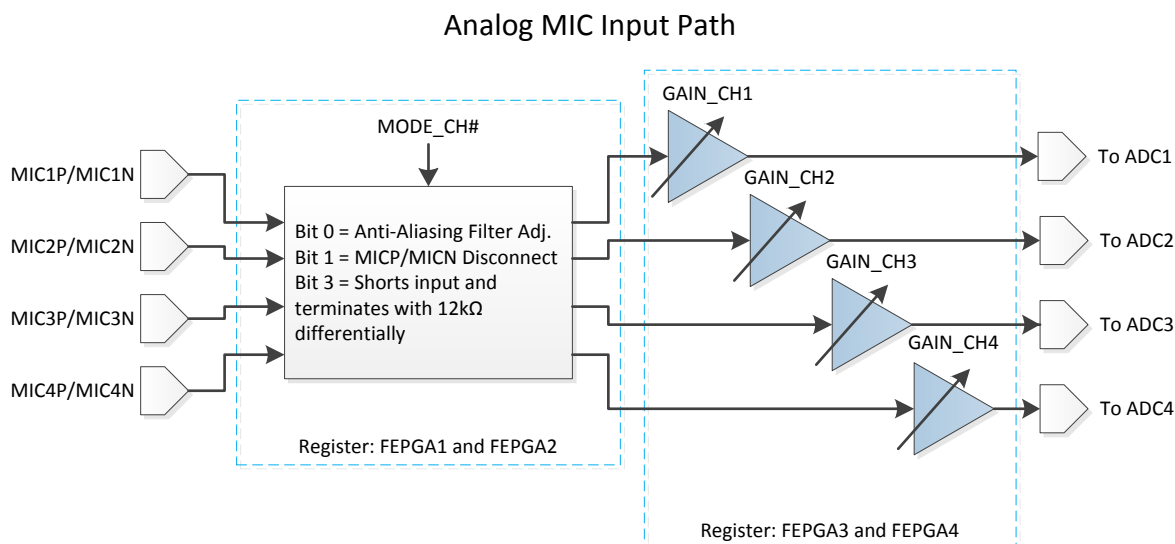 Analog MIC Input Path
GAIN_CH1
MODE_CH#
MIC1P/MIC1N
To ADC1
GAIN_CH2
Bit 0 = Anti-Aliasing Filter Adj.
MIC2P/MIC2N
Bit 1 = MICP/MICN Disconnect
To ADC2
GAIN_CH3
Bit 3 = Shorts input and
terminates with 12kΩ
differentially
MIC3P/MIC3N
To ADC3
GAIN_CH4
MIC4P/MIC4N
To ADC4
Register: FEPGA1 and FEPGA2
Register: FEPGA3 and FEPGA4